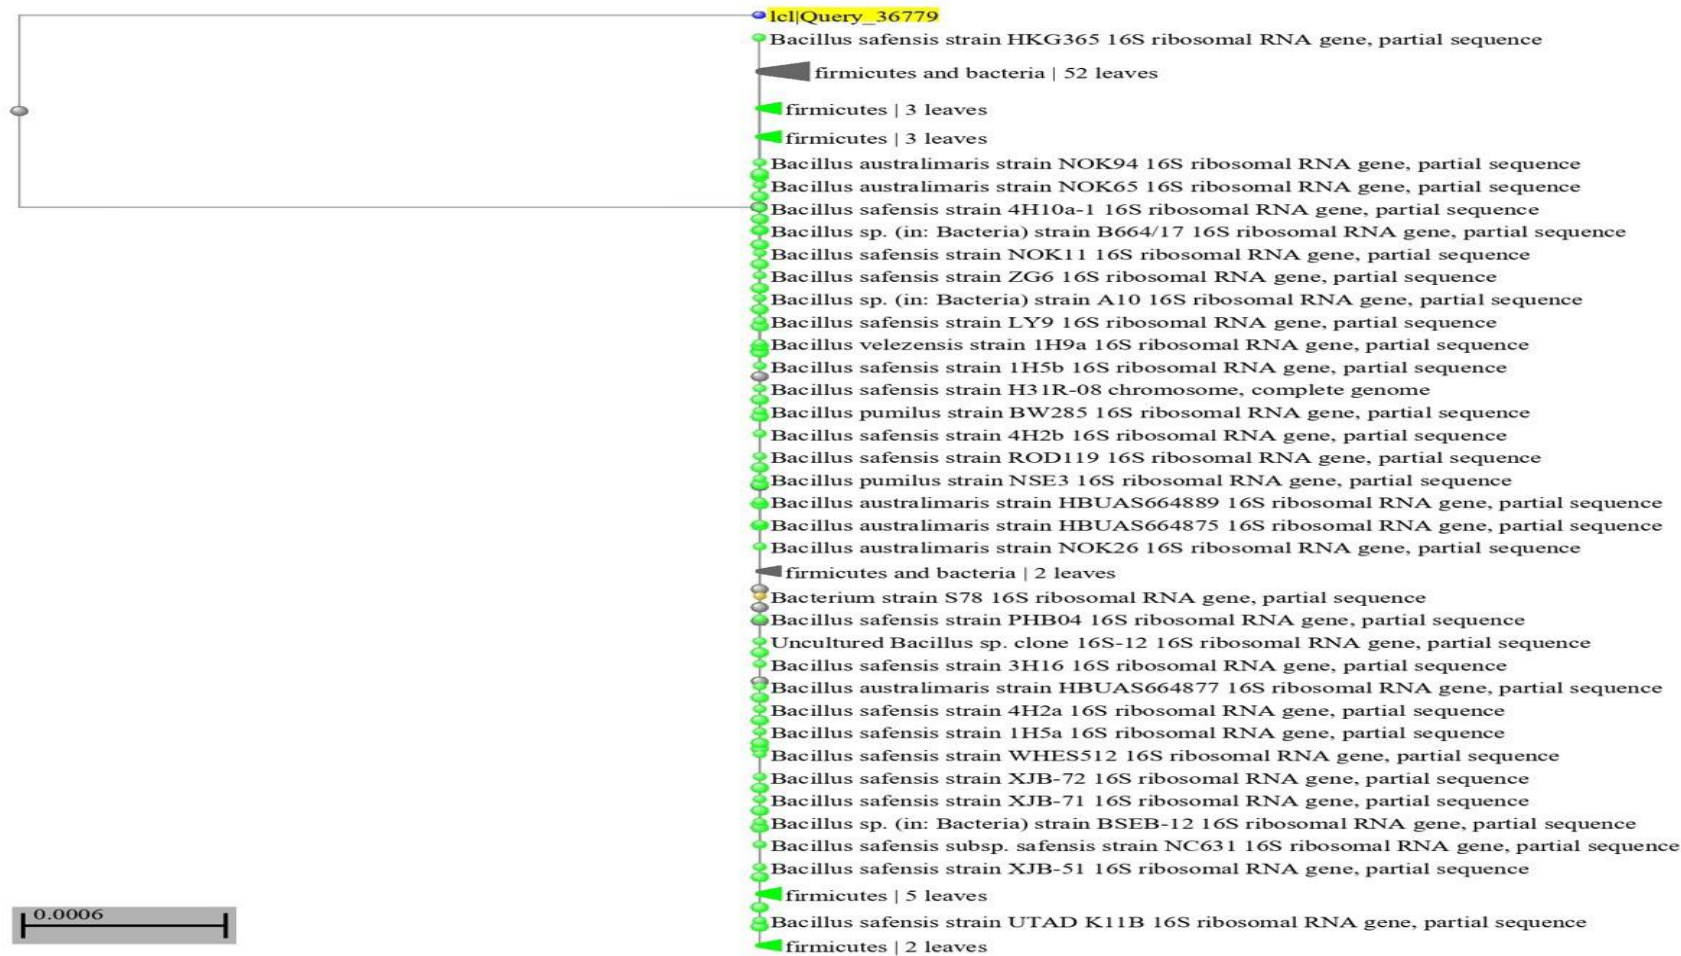 lcl|Query_36779
Bacillus safensis strain HKG365 16S ribosomal RNA gene, partial sequence
firmicutes and bacteria | 52 leaves
firmicutes | 3 leaves
firmicutes | 3 leaves
Bacillus australimaris strain NOK94 16S ribosomal RNA gene, partial sequence
Bacillus australimaris strain NOK65 16S ribosomal RNA gene, partial sequence
Bacillus safensis strain 4H10a-1 16S ribosomal RNA gene, partial sequence
Bacillus sp. (in: Bacteria) strain B664/17 16S ribosomal RNA gene, partial sequence
Bacillus safensis strain NOK11 16S ribosomal RNA gene, partial sequence
Bacillus safensis strain ZG6 16S ribosomal RNA gene, partial sequence
Bacillus sp. (in: Bacteria) strain A10 16S ribosomal RNA gene, partial sequence
Bacillus safensis strain LY9 16S ribosomal RNA gene, partial sequence
Bacillus velezensis strain 1H9a 16S ribosomal RNA gene, partial sequence
Bacillus safensis strain 1H5b 16S ribosomal RNA gene, partial sequence
Bacillus safensis strain H31R-08 chromosome, complete genome
Bacillus pumilus strain BW285 16S ribosomal RNA gene, partial sequence
Bacillus safensis strain 4H2b 16S ribosomal RNA gene, partial sequence
Bacillus safensis strain ROD119 16S ribosomal RNA gene, partial sequence
Bacillus pumilus strain NSE3 16S ribosomal RNA gene, partial sequence
Bacillus australimaris strain HBUAS664889 16S ribosomal RNA gene, partial sequence
Bacillus australimaris strain HBUAS664875 16S ribosomal RNA gene, partial sequence
Bacillus australimaris strain NOK26 16S ribosomal RNA gene, partial sequence
firmicutes and bacteria | 2 leaves
Bacterium strain S78 16S ribosomal RNA gene, partial sequence
Bacillus safensis strain PHB04 16S ribosomal RNA gene, partial sequence
Uncultured Bacillus sp. clone 16S-12 16S ribosomal RNA gene, partial sequence
Bacillus safensis strain 3H16 16S ribosomal RNA gene, partial sequence
Bacillus australimaris strain HBUAS664877 16S ribosomal RNA gene, partial sequence
Bacillus safensis strain 4H2a 16S ribosomal RNA gene, partial sequence
Bacillus safensis strain 1H5a 16S ribosomal RNA gene, partial sequence
Bacillus safensis strain WHES512 16S ribosomal RNA gene, partial sequence
Bacillus safensis strain XJB-72 16S ribosomal RNA gene, partial sequence
Bacillus safensis strain XJB-71 16S ribosomal RNA gene, partial sequence
Bacillus sp. (in: Bacteria) strain BSEB-12 16S ribosomal RNA gene, partial sequence
Bacillus safensis subsp. safensis strain NC631 16S ribosomal RNA gene, partial sequence
Bacillus safensis strain XJB-51 16S ribosomal RNA gene, partial sequence
firmicutes | 5 leaves
0.0006
Bacillus safensis strain UTAD K11B 16S ribosomal RNA gene, partial sequence
firmicutes | 2 leaves